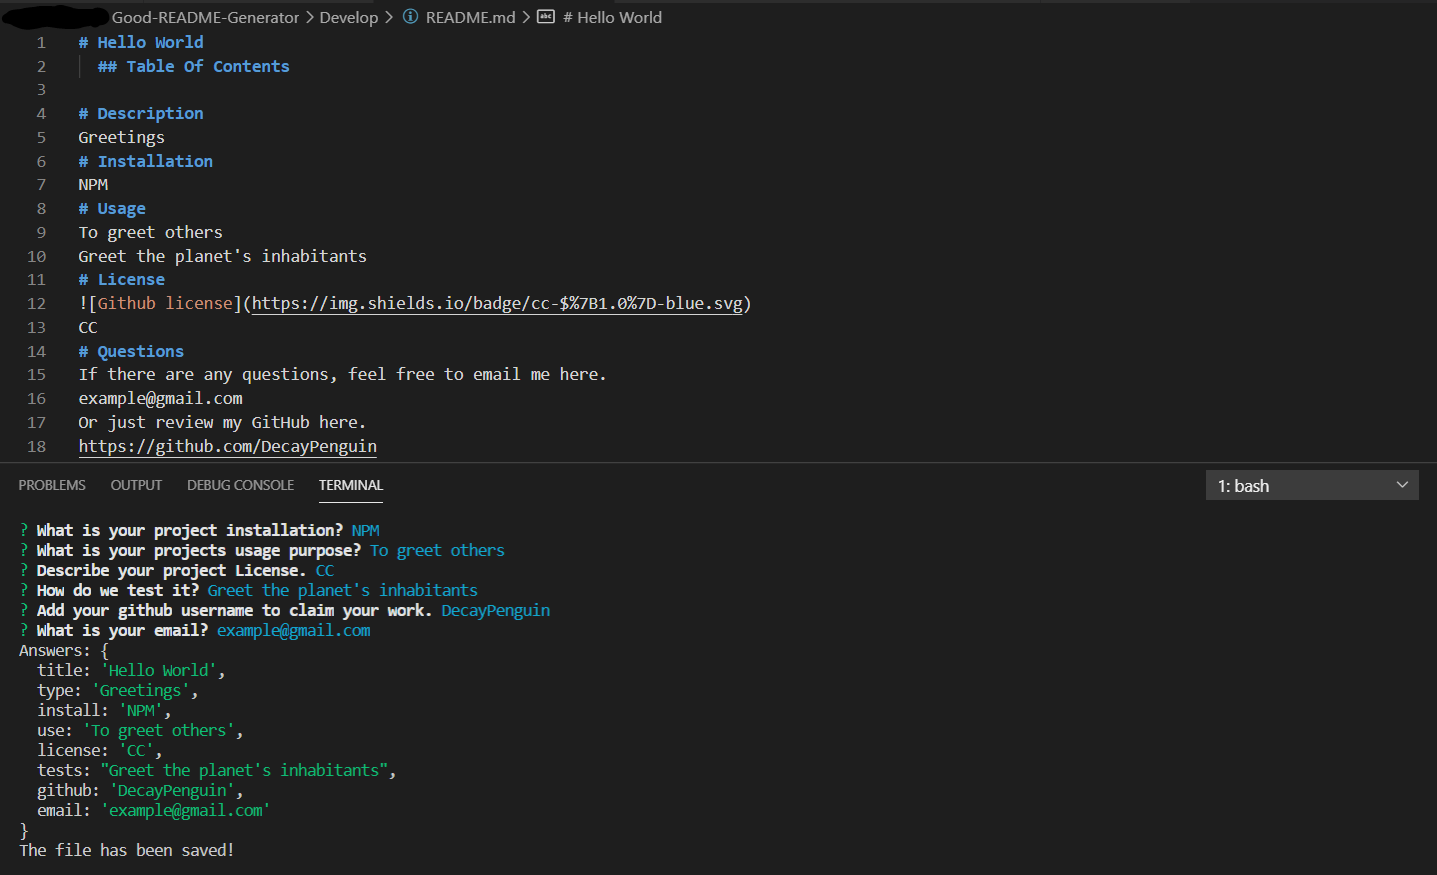 Good-README-Generator > Develop > README.md > # Hello World
1 # Hello World
2 ## Table Of Contents
3
4 # Description
5 Greetings
6 # Installation
7 NPM
8 # Usage
9 To greet others
10 Greet the planet's inhabitants
11 # License
12 ![Github license](https://img.shields.io/badge/cc-$%7B1.0%7D-blue.svg)
13 CC
14 # Questions
15 If there are any questions, feel free to email me here.
16 example@gmail.com
17 Or just review my GitHub here.
18 https://github.com/DecayPenguin
PROBLEMS OUTPUT DEBUG CONSOLE TERMINAL 1: bash
? What is your project installation? NPM
? What is your projects usage purpose? To greet others
? Describe your project License. CC
? How do we test it? Greet the planet's inhabitants
? Add your github username to claim your work. DecayPenguin
? What is your email? example@gmail.com
Answers: {
title: 'Hello World',
type: 'Greetings',
install: 'NPM',
use: 'To greet others',
license: 'CC',
tests: "Greet the planet's inhabitants",
github: 'DecayPenguin',
email: 'example@gmail.com'
}
The file has been saved!